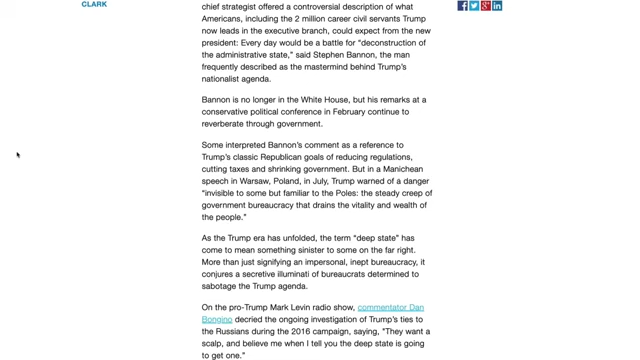 CLARK
chief strategist offered a controversial description of what
Americans, including the 2 million career civil servants Trump
now leads in the executive branch, could expect from the new
president: Every day would be a battle for “deconstruction of
the administrative state,” said Stephen Bannon, the man
frequently described as the mastermind behind Trump’s
nationalist agenda.
Bannon is no longer in the White House, but his remarks at a
conservative political conference in February continue to
reverberate through government.
Some interpreted Bannon’s comment as a reference to
Trump’s classic Republican goals of reducing regulations,
cutting taxes and shrinking government. But in a Manichean
speech in Warsaw, Poland, in July, Trump warned of a danger
“invisible to some but familiar to the Poles: the steady creep of
government bureaucracy that drains the vitality and wealth of
the people.”
As the Trump era has unfolded, the term “deep state” has
come to mean something sinister to some on the far right.
More than just signifying an impersonal, inept bureaucracy, it
conjures a secretive illuminati of bureaucrats determined to
sabotage the Trump agenda.
On the pro-Trump Mark Levin radio show, commentator Dan
Bongino decried the ongoing investigation of Trump’s ties to
the Russians during the 2016 campaign, saying, "They want a
scalp, and believe me when I tell you the deep state is going
to get one.”